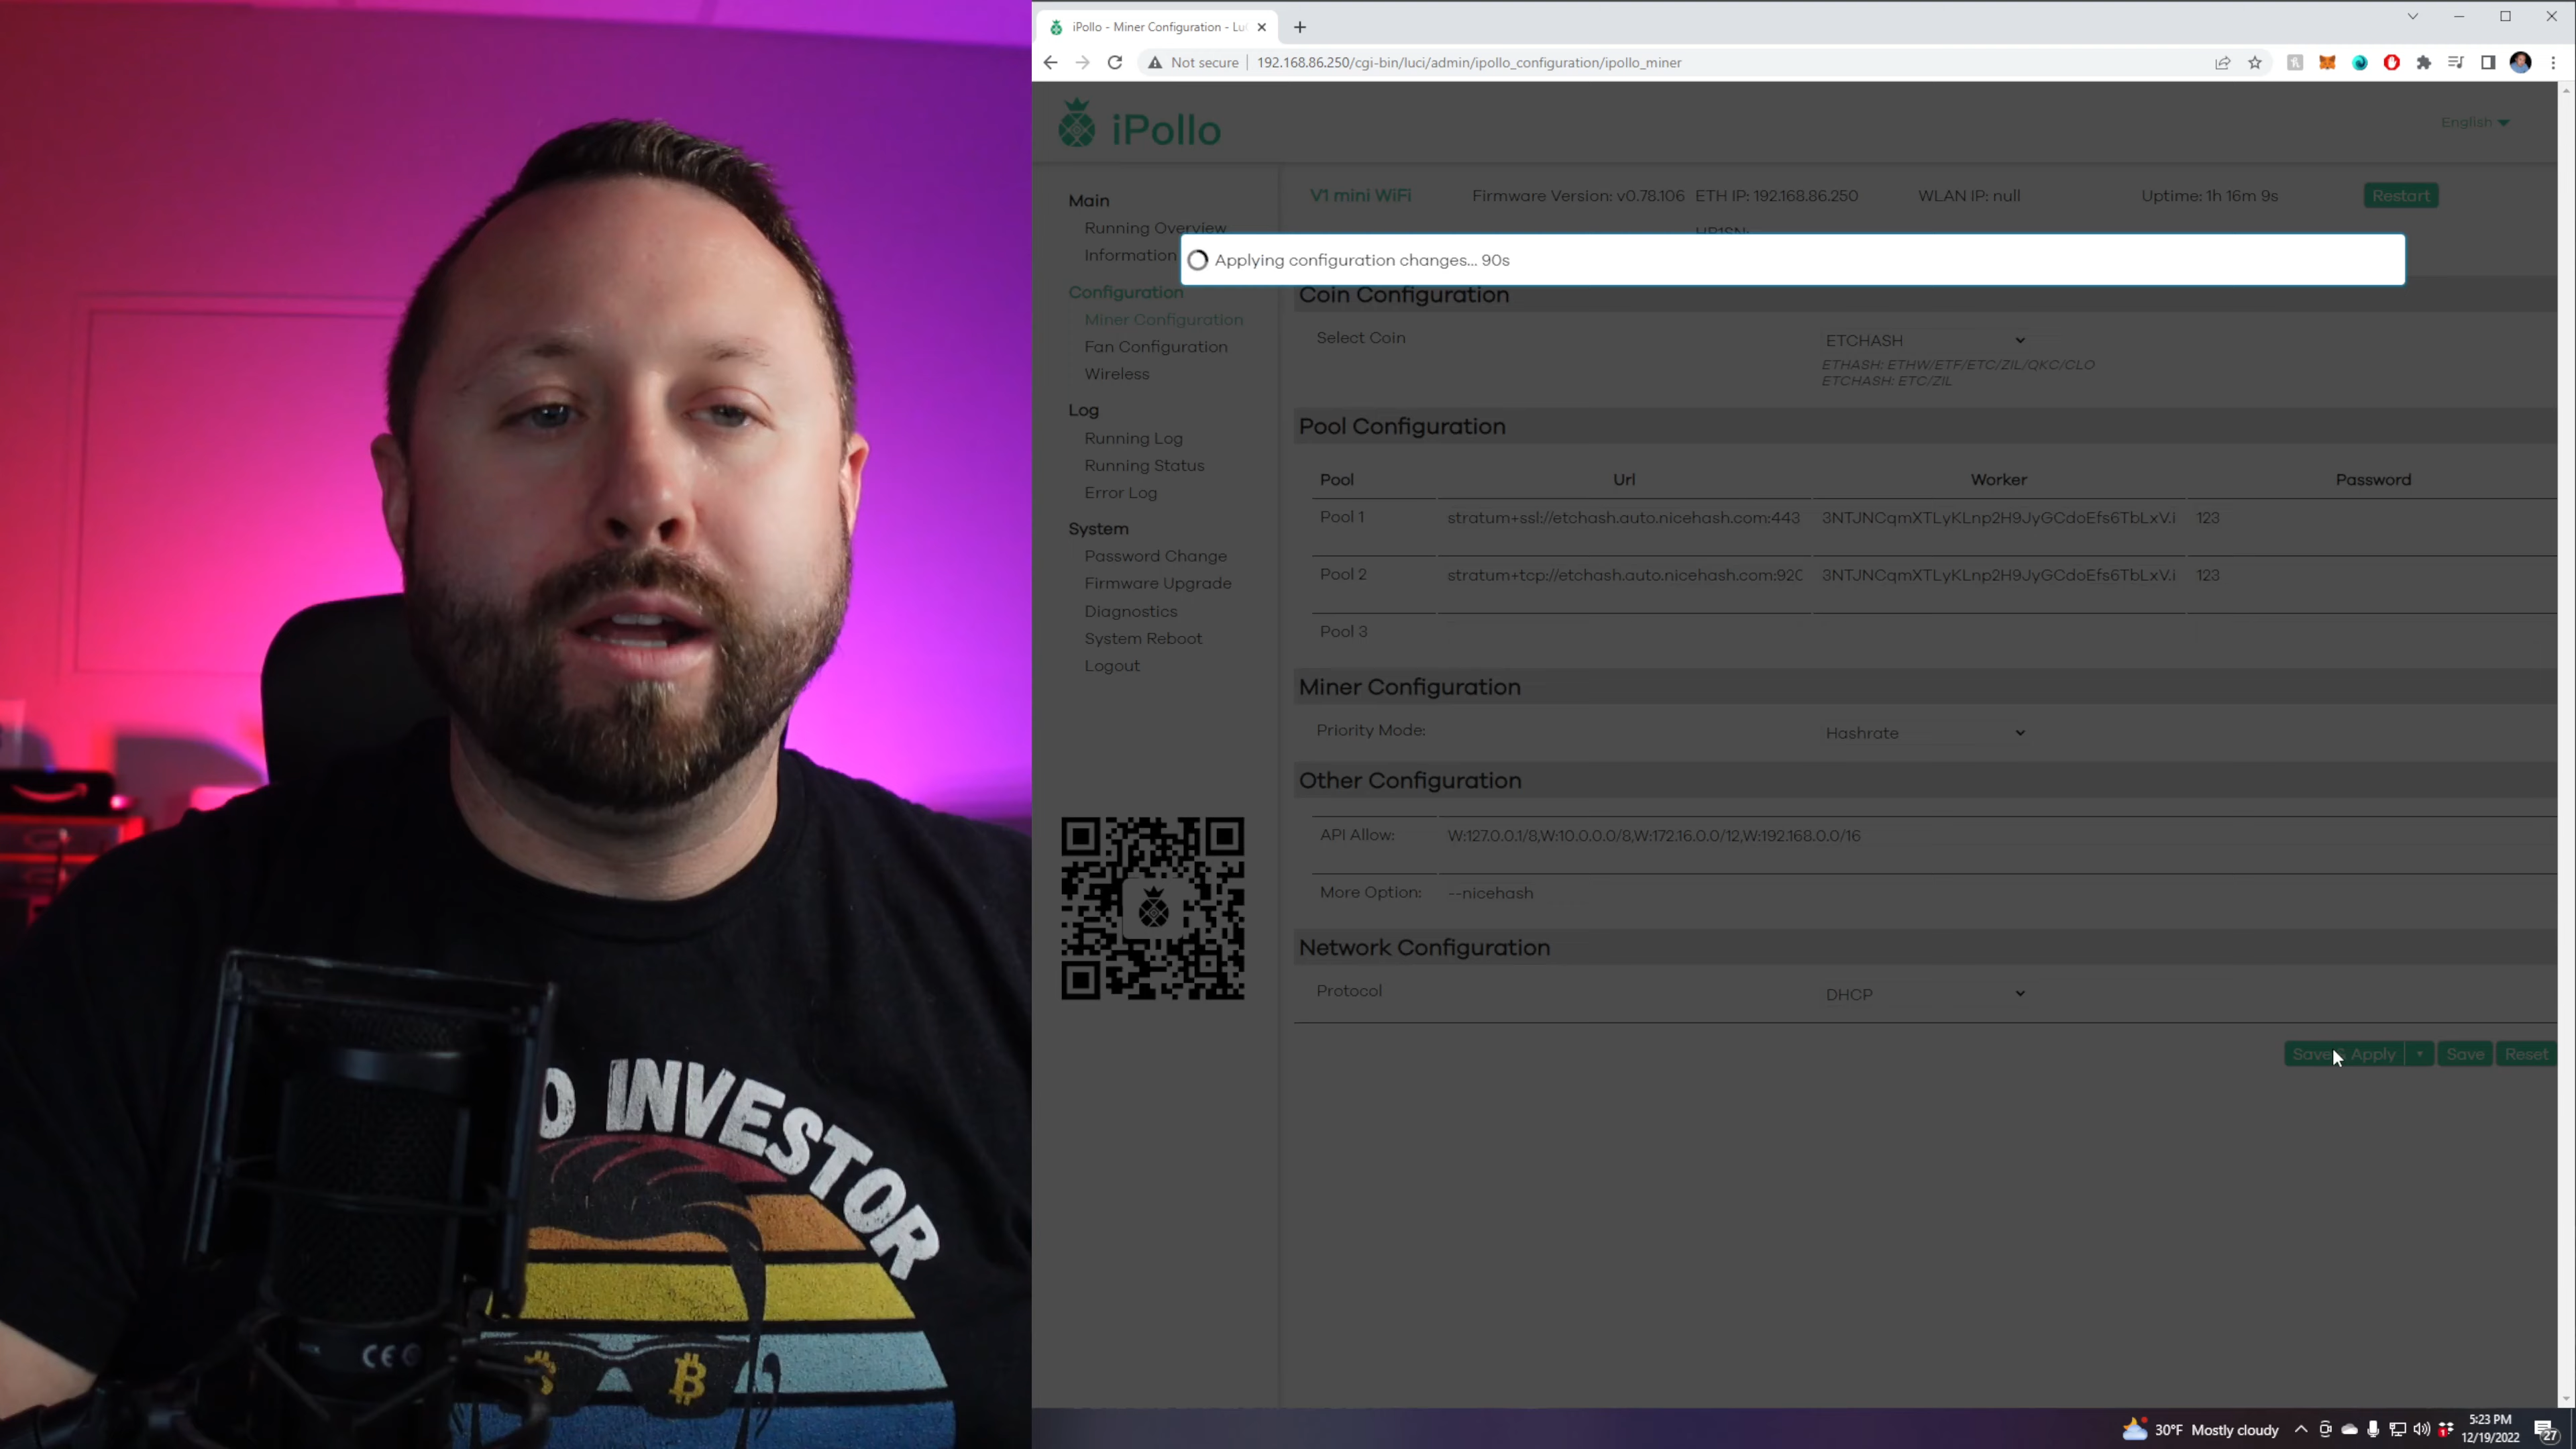 iPollo - Miner Configuration - Lu
Not secure
192.168.86.250/cgi-bin/luci/admin/ipollo_configuration/ipollo_miner
iPollo
English
V1 mini WiFi
Firmware Version: v0.78.106
ETH IP: 192.168.86.250
WLAN IP: null
Uptime: 1h 16m 9s
Restart
Applying configuration changes... 90s
Main
Running Overview
Information
Configuration
Miner Configuration
Fan Configuration
Wireless
Log
Running Log
Running Status
Error Log
System
Password Change
Firmware Upgrade
Diagnostics
System Reboot
Logout
Coin Configuration
Select Coin
ETCHASH
ETHASH: ETHW/ETF/ETC/ZIL/QKC/CLO
ETCHASH: ETC/ZIL
Pool Configuration
Pool Url Worker Password
Pool 1 stratum+ssl://etchash.auto.nicehash.com:443 3NTJNCqmXTLyKLnp2H9JyGCdoEfs6TbLxV.i 123
Pool 2 stratum+tcp://etchash.auto.nicehash.com:920 3NTJNCqmXTLyKLnp2H9JyGCdoEfs6TbLxV.i 123
Pool 3
Miner Configuration
Priority Mode: Hashrate
Other Configuration
API Allow: W:127.0.0.1/8,W:10.0.0.0/8,W:172.16.0.0/12,W:192.168.0.0/16
More Option: --nicehash
Network Configuration
Protocol DHCP
Save & Apply Save Reset
O INVESTOR
CE
30°F Mostly cloudy
5:23 PM
12/19/2022
27